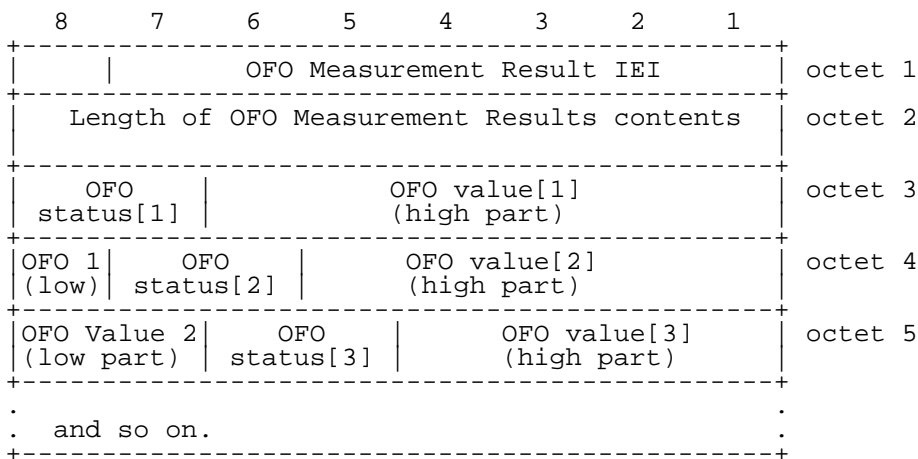 8 7 6 5 4 3 2 1
OFO Measurement Result IEI octet 1
Length of OFO Measurement Results contents octet 2
OFO OFO value[1] octet 3
status[1] (high part)
OFO 1 OFO OFO value[2] octet 4
(low) status[2] (high part)
OFO Value 2 OFO OFO value[3] octet 5
(low part) status[3] (high part)
. .
. and so on. .